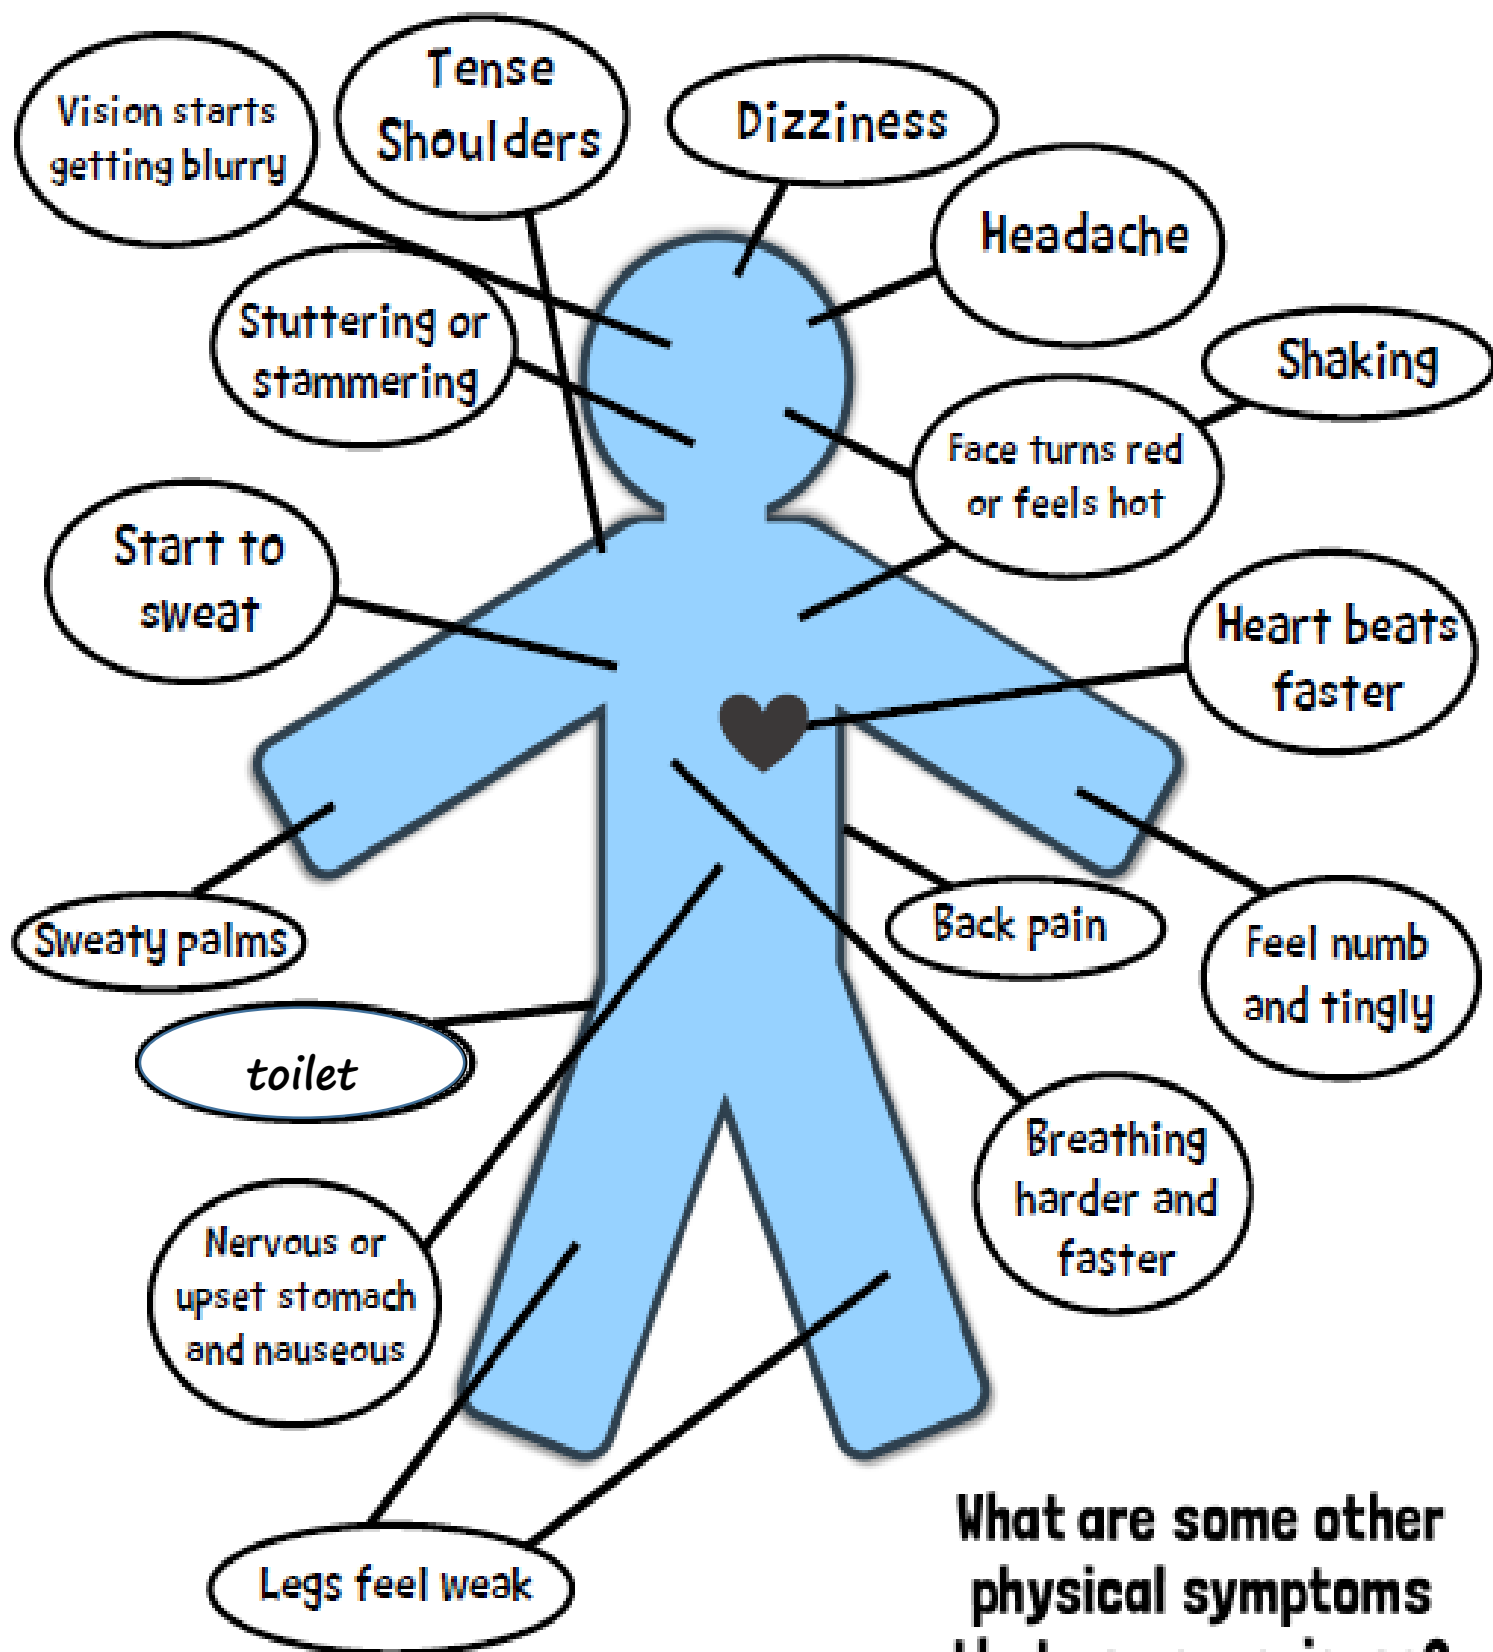 Vision starts
getting blurry
Tense
Shoulders
Dizziness
Headache
Stuttering or
stammering
Shaking
Face turns red
or feels hot
Start to
sweat
Heart beats
faster
Sweaty palms
Back pain
Feel numb
and tingly
toilet
Breathing
harder and
faster
Nervous or
upset stomach
and nauseous
Legs feel weak
What are some other
physical symptoms